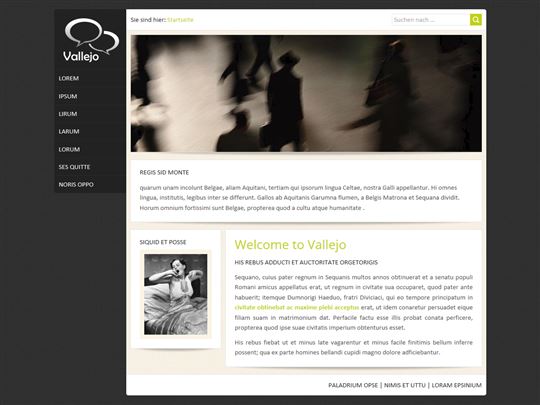 Sie sind hier: Startseite
Suchen nach ...
Vallejo
LOREM
IPSUM
LIRUM
LARUM
LORUM
SES QUITTE
NORIS OPPO
REGIS SID MONTE
quarum unam incolunt Belgae, aliam Aquitani, tertiam qui ipsorum lingua Celtae, nostra Galli appellantur. Hi omnes
lingua, institutis, legibus inter se differunt. Gallos ab Aquitanis Garumna flumen, a Belgis Matrona et Sequana dividit.
Horum omnium fortissimi sunt Belgae, propterea quod a cultu atque humanitate .
SIQUID ET POSSE
Welcome to Vallejo
HIS REBUS ADDUCTI ET AUCTORITATE ORGETORIGIS
Sequano, cuius pater regnum in Sequanis multos annos obtinuerat et a senatu populi
Romani amicus appellatus erat, ut regnum in civitate sua occuparet, quod pater ante
habuerit; itemque Dumnorigi Haeduo, fratri Diviciaci, qui eo tempore principatum in
civitate obtinebat ac maxime plebi acceptus erat, ut idem conaretur persuadet eique
filiam suam in matrimonium dat. Perfacile factu esse illis probat conata perficere,
propterea quod ipse suae civitatis imperium obtenturus esset.
His rebus fiebat ut et minus late vagarentur et minus facile finitimis bellum inferre
possent; qua ex parte homines bellandi cupidi magno dolore adficiebantur.
PALADRIUM OPSE | NIMIS ET UTTU | LORAM EPSINIUM